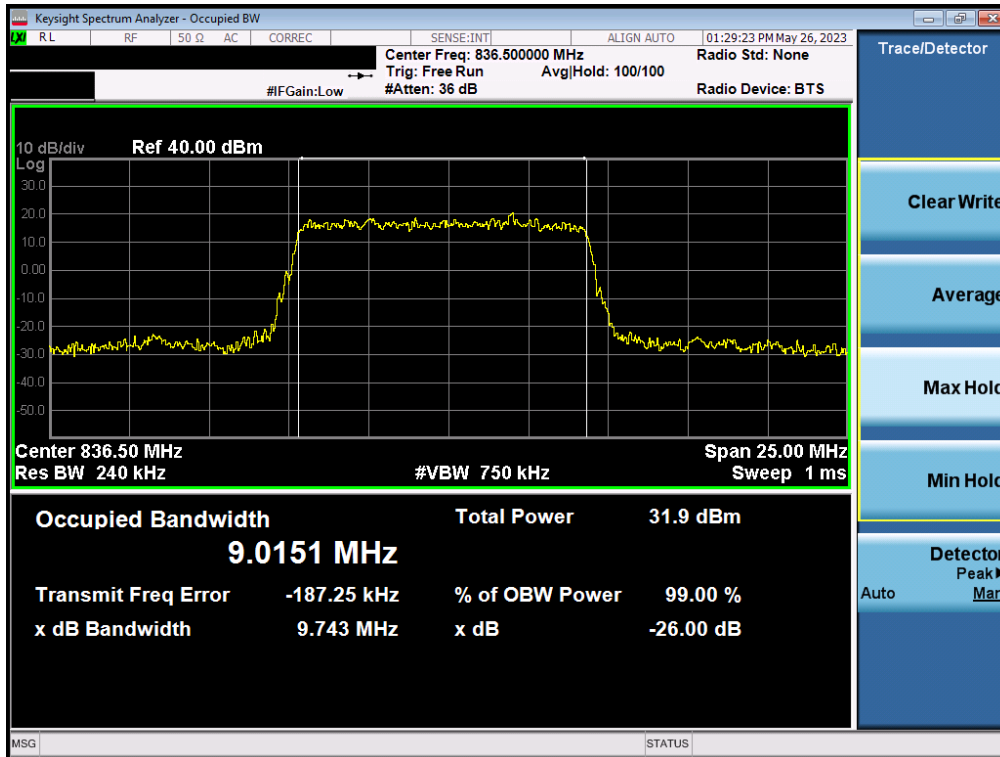 Keysight Spectrum Analyzer - Occupied BW
LXI RL RF 50 Ω AC CORREC SENSE:INT ALIGN AUTO 01:29:23 PM May 26, 2023
Center Freq: 836.500000 MHz Radio Std: None
Trig: Free Run Avg|Hold: 100/100
#IFGain:Low #Atten: 36 dB Radio Device: BTS
10 dB/div Ref 40.00 dBm
Log
30.0
20.0
10.0
0.00
-10.0
-20.0
-30.0
-40.0
-50.0
Center 836.50 MHz Span 25.00 MHz
Res BW 240 kHz #VBW 750 kHz Sweep 1 ms
Occupied Bandwidth Total Power 31.9 dBm
9.0151 MHz
Transmit Freq Error -187.25 kHz % of OBW Power 99.00 %
x dB Bandwidth 9.743 MHz x dB -26.00 dB
MSG STATUS
Trace/Detector
Clear Write
Average
Max Hold
Min Hold
Detector
Peak
Auto Man